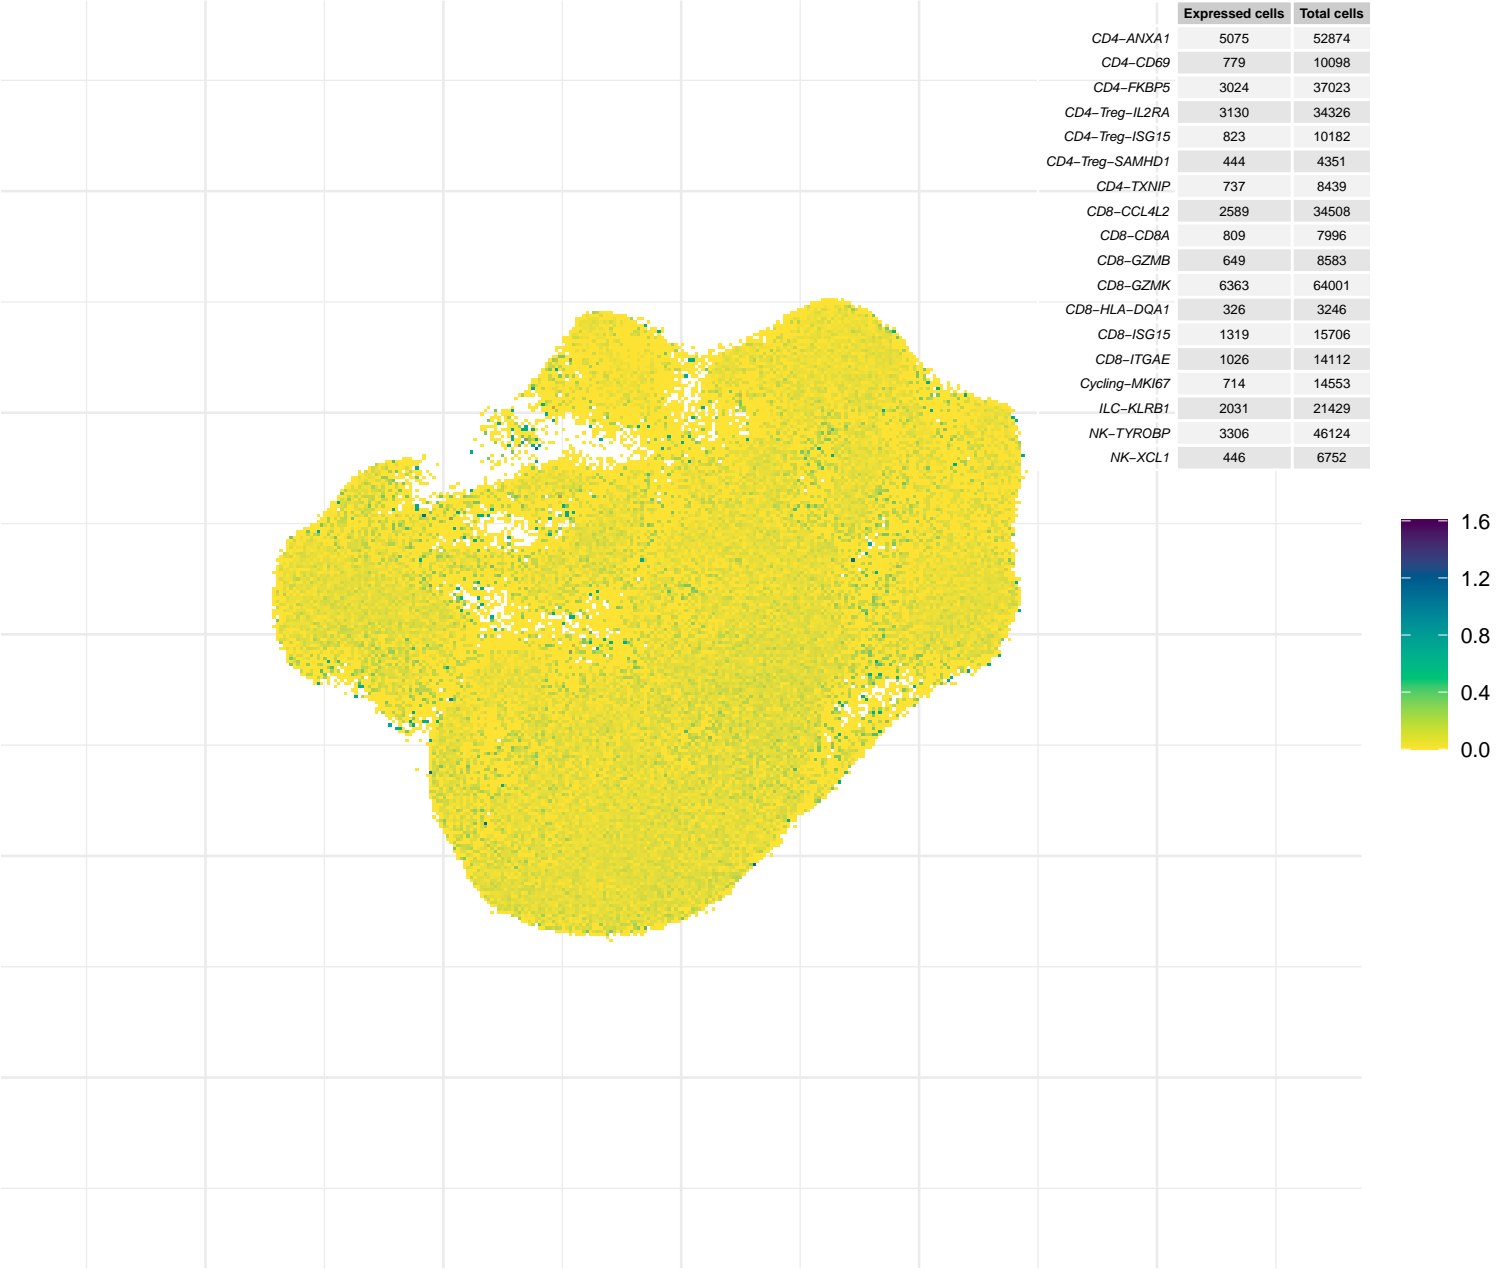 Expressed cells Total cells
CD4−ANXA1 5075 52874
CD4−CD69 779 10098
CD4−FKBP5 3024 37023
CD4−Treg−IL2RA 3130 34326
CD4−Treg−ISG15 823 10182
CD4−Treg−SAMHD1 444 4351
CD4−TXNIP 737 8439
CD8−CCL4L2 2589 34508
CD8−CD8A 809 7996
CD8−GZMB 649 8583
CD8−GZMK 6363 64001
CD8−HLA−DQA1 326 3246
CD8−ISG15 1319 15706
CD8−ITGAE 1026 14112
Cycling−MKI67 714 14553
ILC−KLRB1 2031 21429
NK−TYROBP 3306 46124
NK−XCL1 446 6752
1.6
1.2
0.8
0.4
0.0